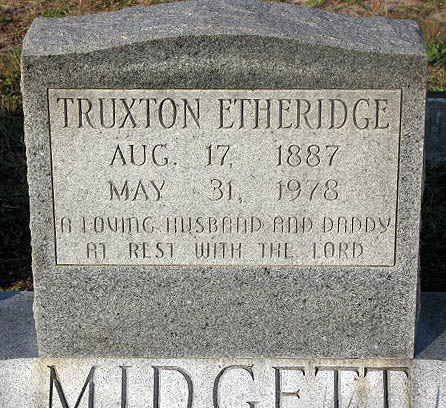 TRUXTON ETHERIDGE
AUG. 17, 1887
MAY 31, 1978
A LOVING HUSBAND AND DADDY
AT REST WITH THE LORD
MIDGETT